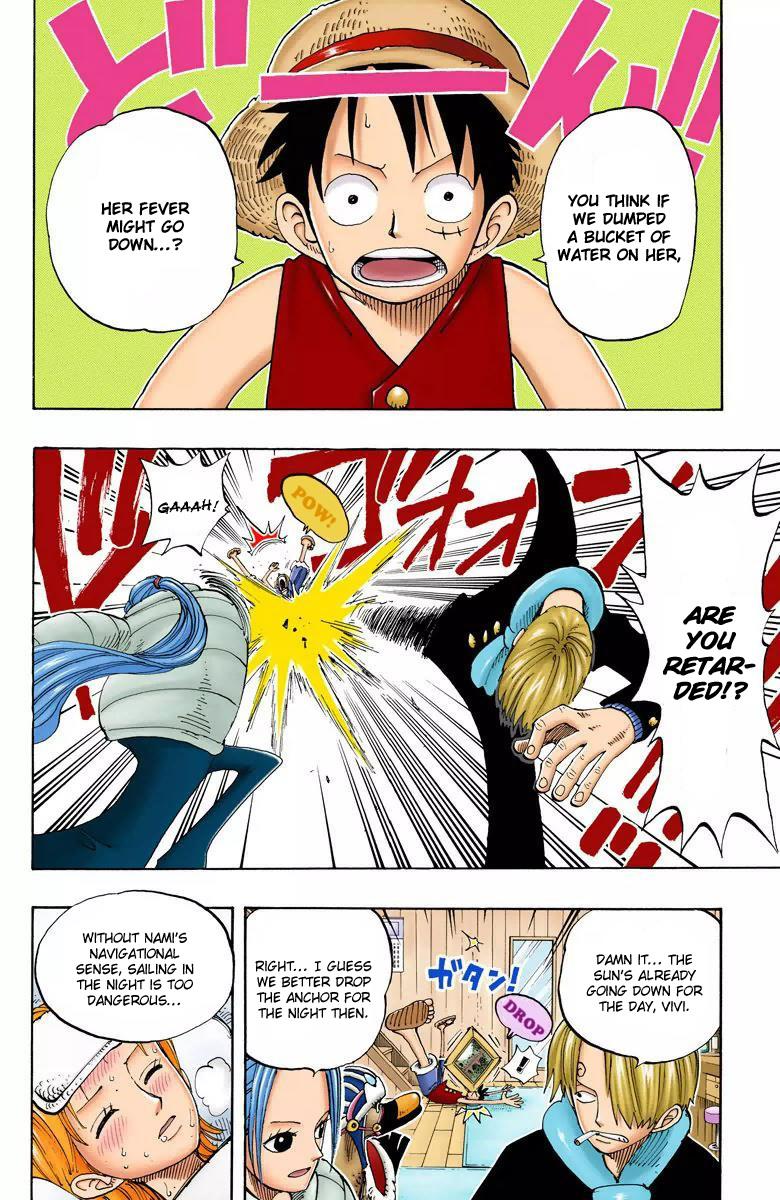 どーん!!
YOU THINK IF
WE DUMPED
A BUCKET OF
WATER ON HER,
HER FEVER
MIGHT GO
DOWN...?
ARE
YOU
RETAR-
DED!?
POW!
GAAAH!
DAMN IT... THE
SUN'S ALREADY
GOING DOWN FOR
THE DAY, VIVI.
ガタン!
DROP
!
RIGHT... I GUESS
WE BETTER DROP
THE ANCHOR FOR
THE NIGHT THEN.
WITHOUT NAMI'S
NAVIGATIONAL
SENSE, SAILING IN
THE NIGHT IS TOO
DANGEROUS...